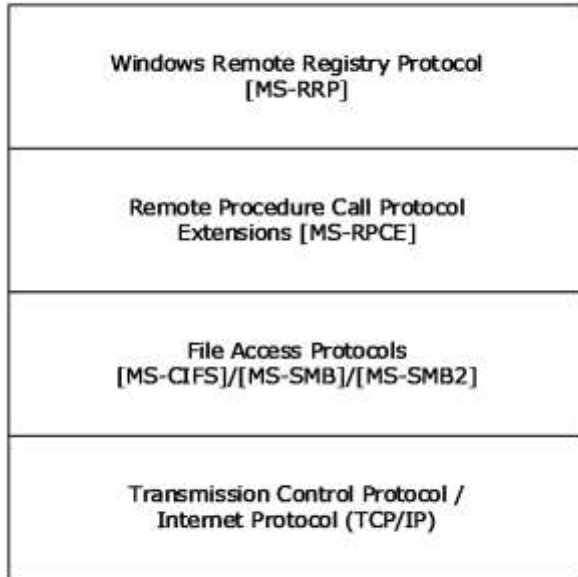 Windows Remote Registry Protocol
[MS-RRP]
Remote Procedure Call Protocol
Extensions [MS-RPCE]
File Access Protocols
[MS-CIFS]/[MS-SMB]/[MS-SMB2]
Transmission Control Protocol /
Internet Protocol (TCP/IP)